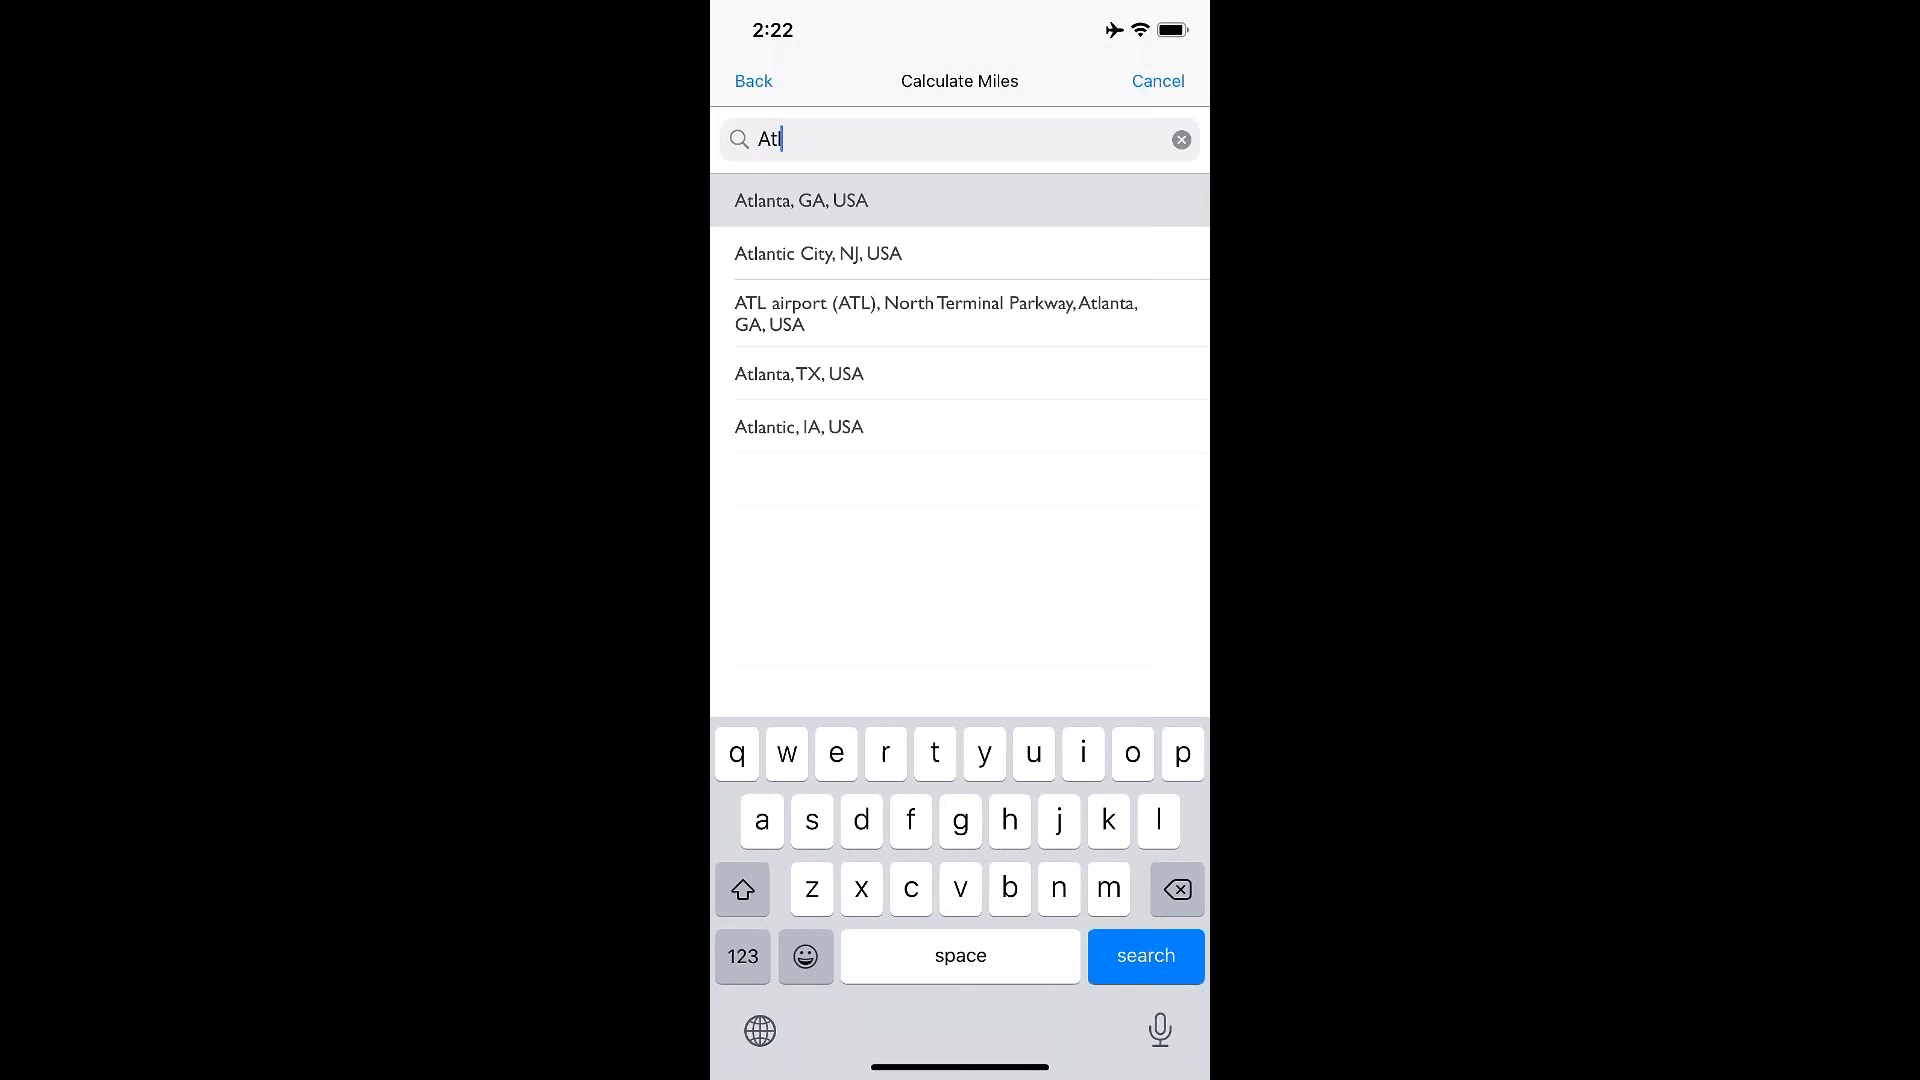 2:22
Back
Calculate Miles
Cancel
Atl
Atlanta, GA, USA
Atlantic City, NJ, USA
ATL airport (ATL), North Terminal Parkway, Atlanta,
GA, USA
Atlanta, TX, USA
Atlantic, IA, USA
q w e r t y u i o p
a s d f g h j k l
z x c v b n m
123 space search